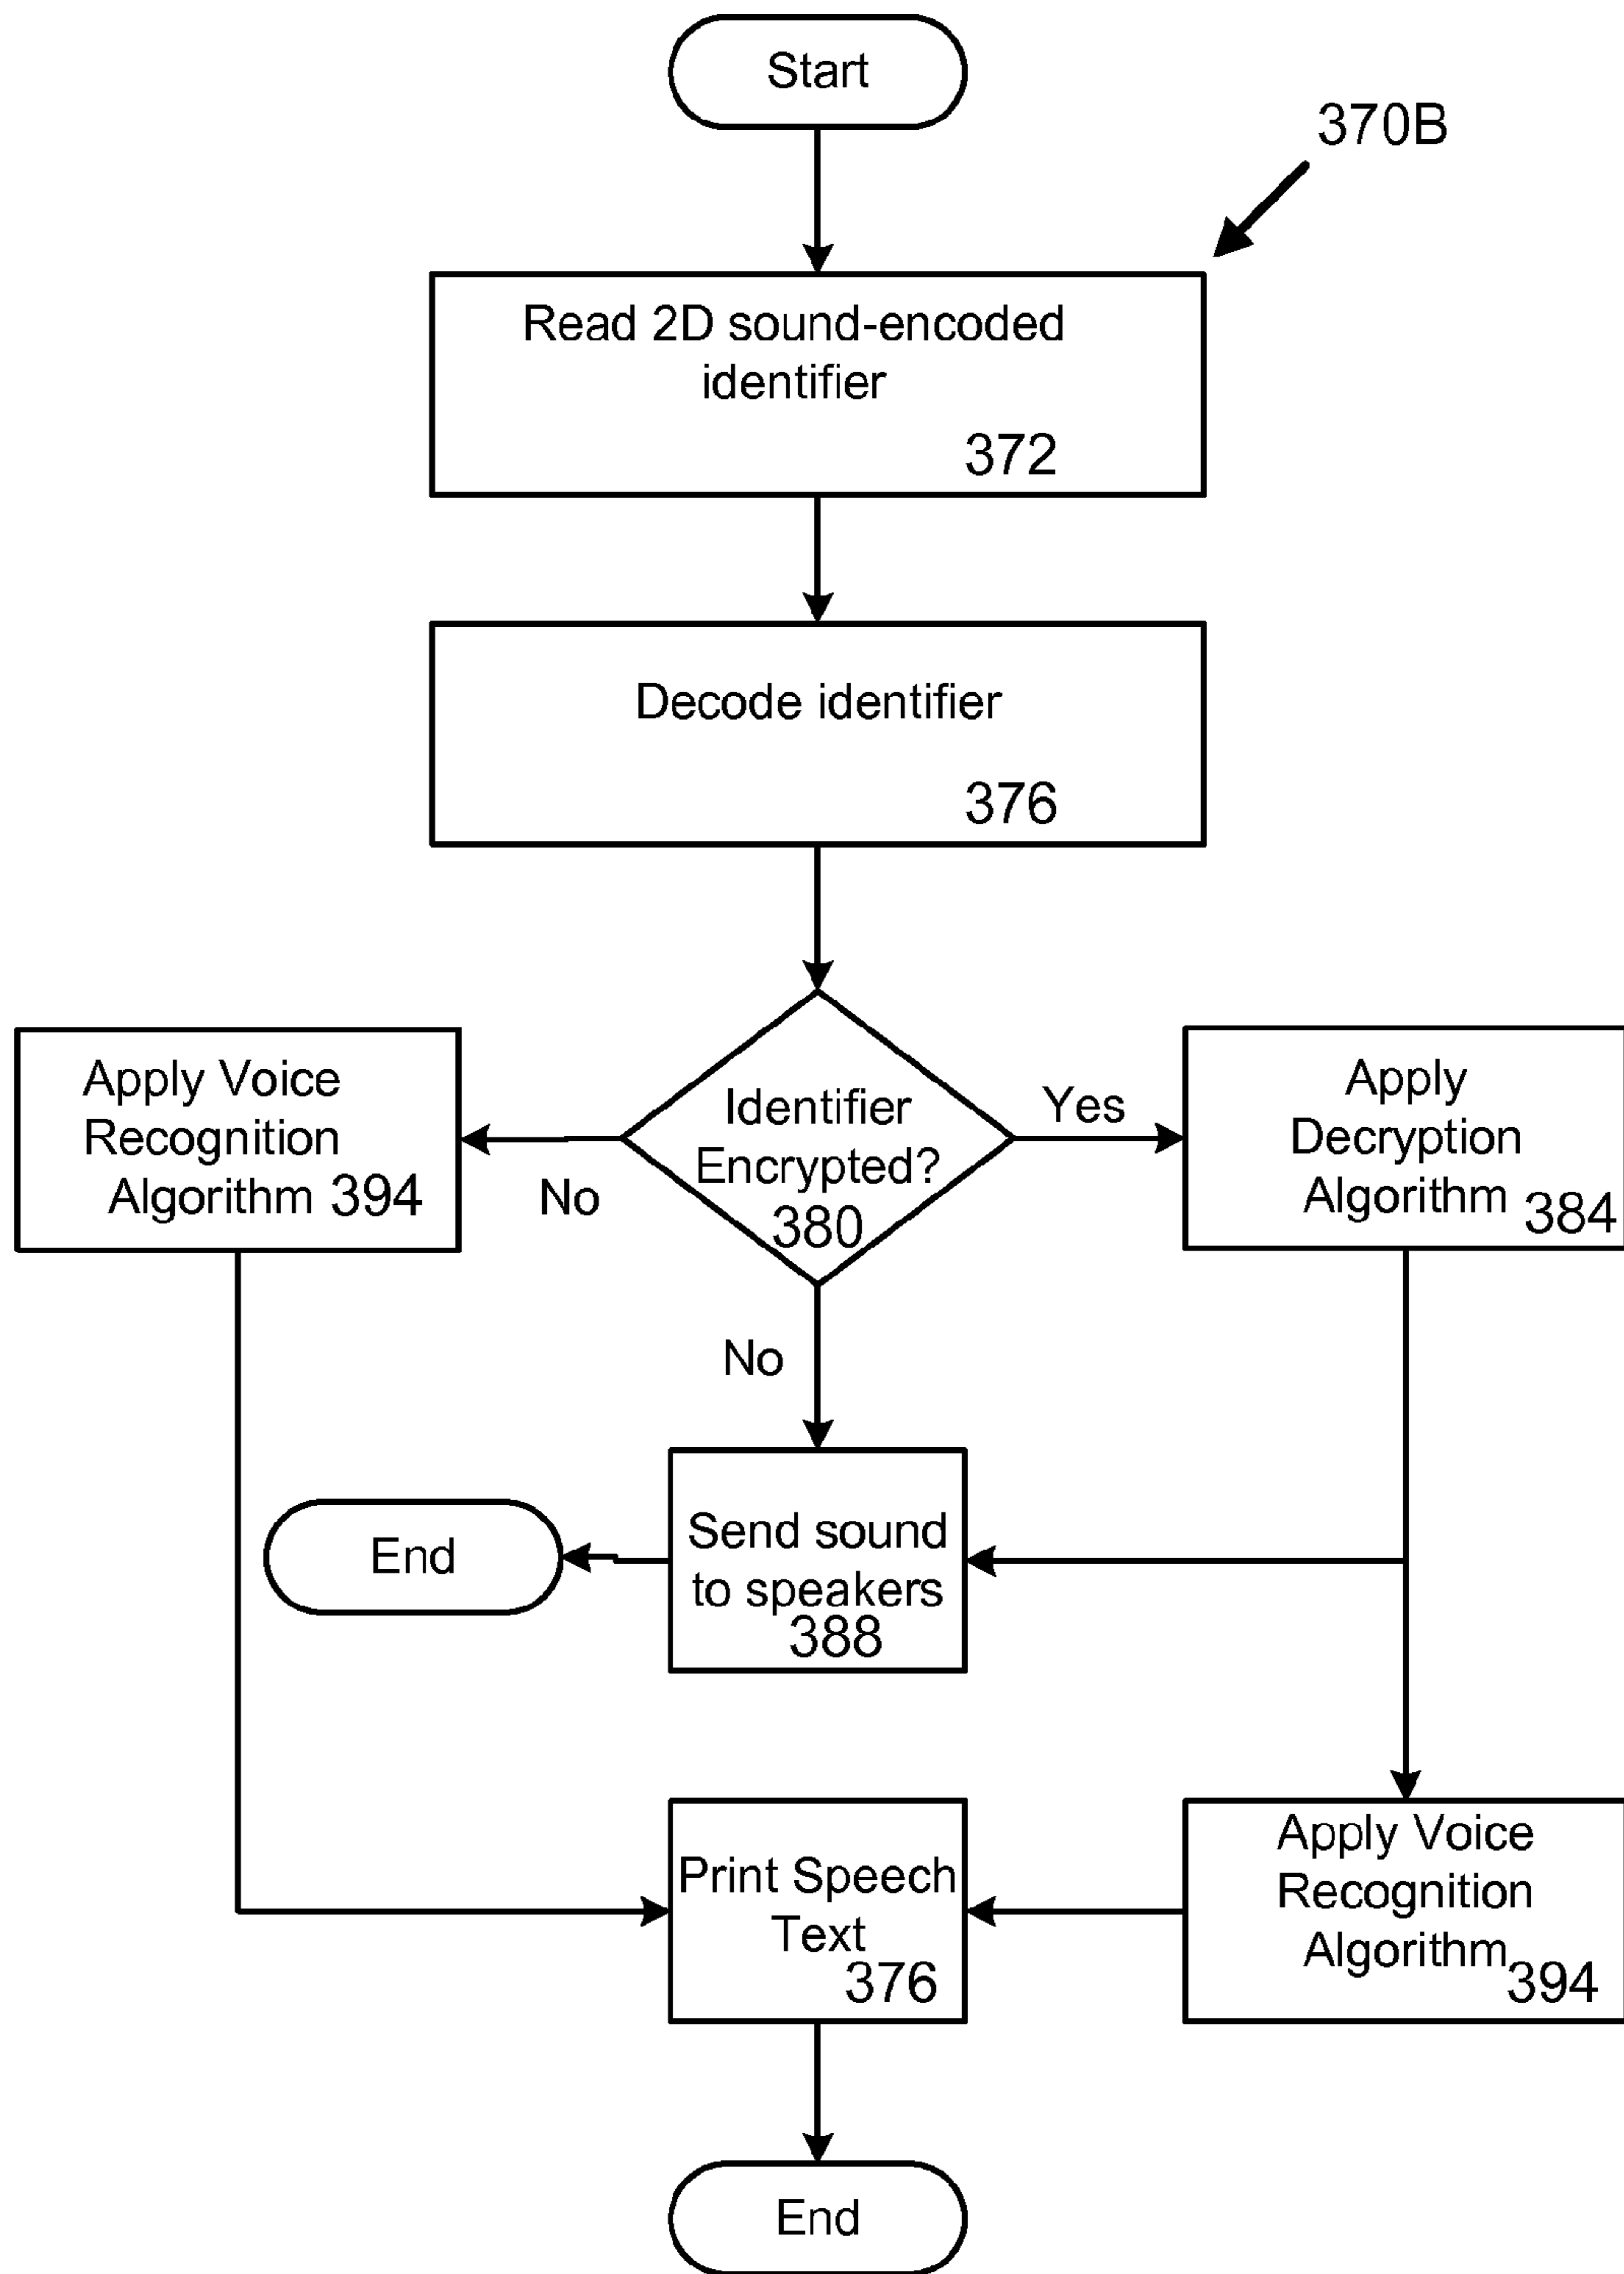 Start
370B
Read 2D sound-encoded
identifier
372
Decode identifier
376
Apply Voice
Recognition
Algorithm 394
No
Identifier
Encrypted?
380
Yes
Apply
Decryption
Algorithm 384
No
End
Send sound
to speakers
388
Print Speech
Text
376
Apply Voice
Recognition
Algorithm 394
End